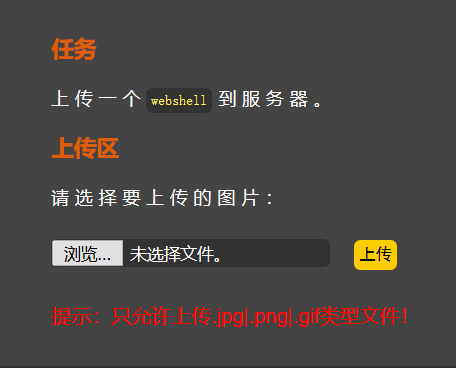 任务
上传一个 webshell 到服务器。
上传区
请选择要上传的图片：
浏览... 未选择文件。 上传
提示：只允许上传.jpg|.png|.gif类型文件！